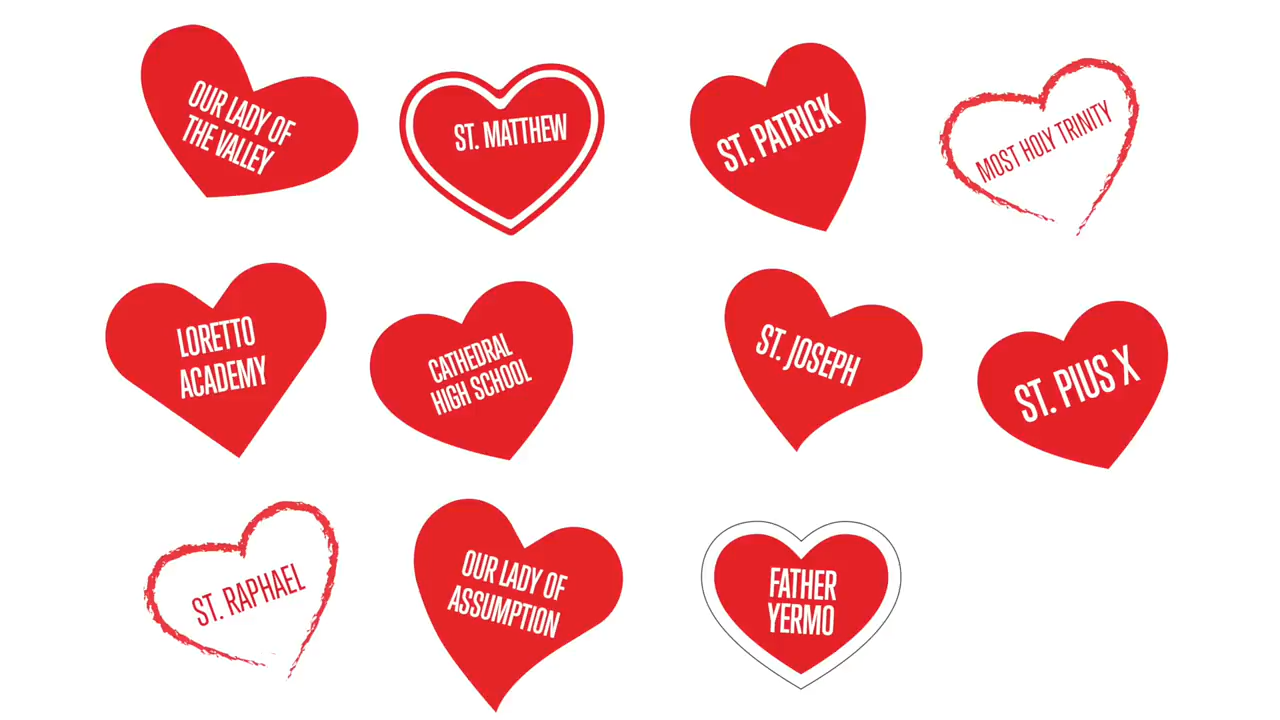 OUR LADY OF
THE VALLEY
ST. MATTHEW
ST. PATRICK
MOST HOLY TRINITY
LORETTO
ACADEMY
CATHEDRAL
HIGH SCHOOL
ST. JOSEPH
ST. PIUS X
ST. RAPHAEL
OUR LADY OF
ASSUMPTION
FATHER
YERMO